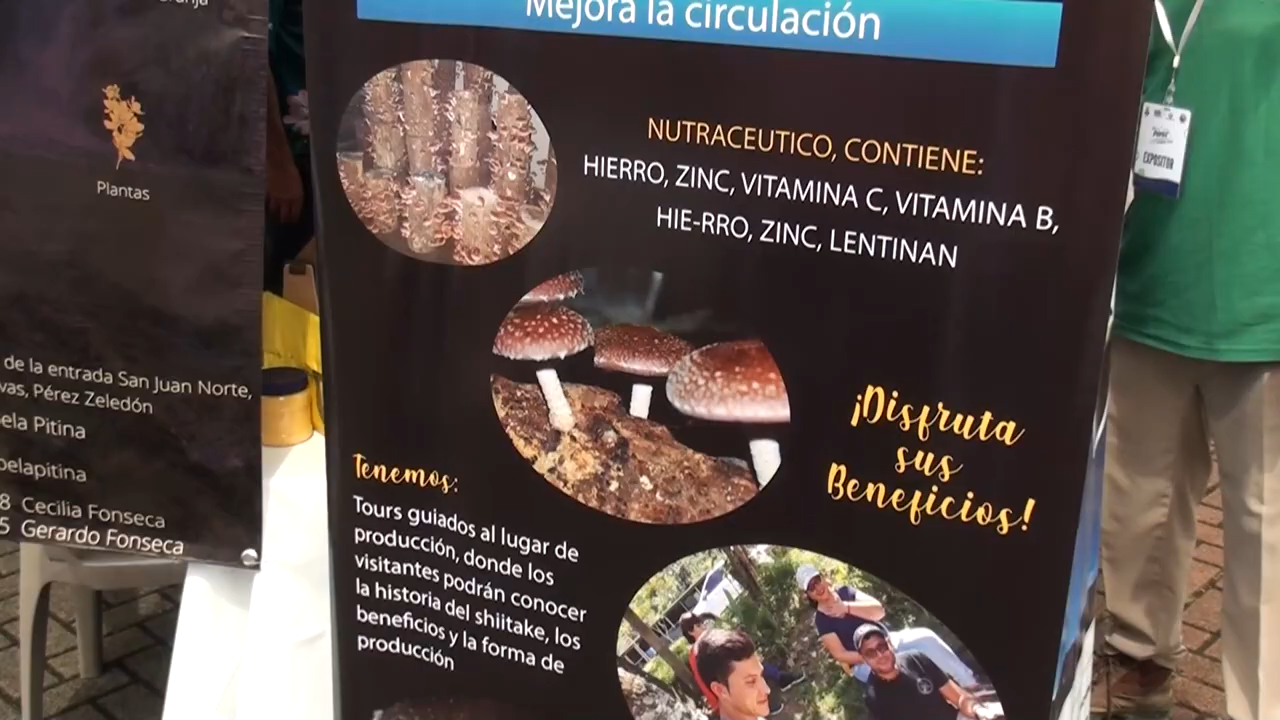 Plantas
de la entrada San Juan Norte,
Pérez Zeledón
Pitina
8 Cecilia Fonseca
5 Gerardo Fonseca
Mejora la circulación
NUTRACEUTICO, CONTIENE:
HIERRO, ZINC, VITAMINA C, VITAMINA B,
HIE-RRO, ZINC, LENTINAN
¡Disfruta
sus
Beneficios!
Tenemos:
Tours guiados al lugar de
producción, donde los
visitantes podrán conocer
la historia del shiitake, los
beneficios y la forma de
producción
EXPOSITOR